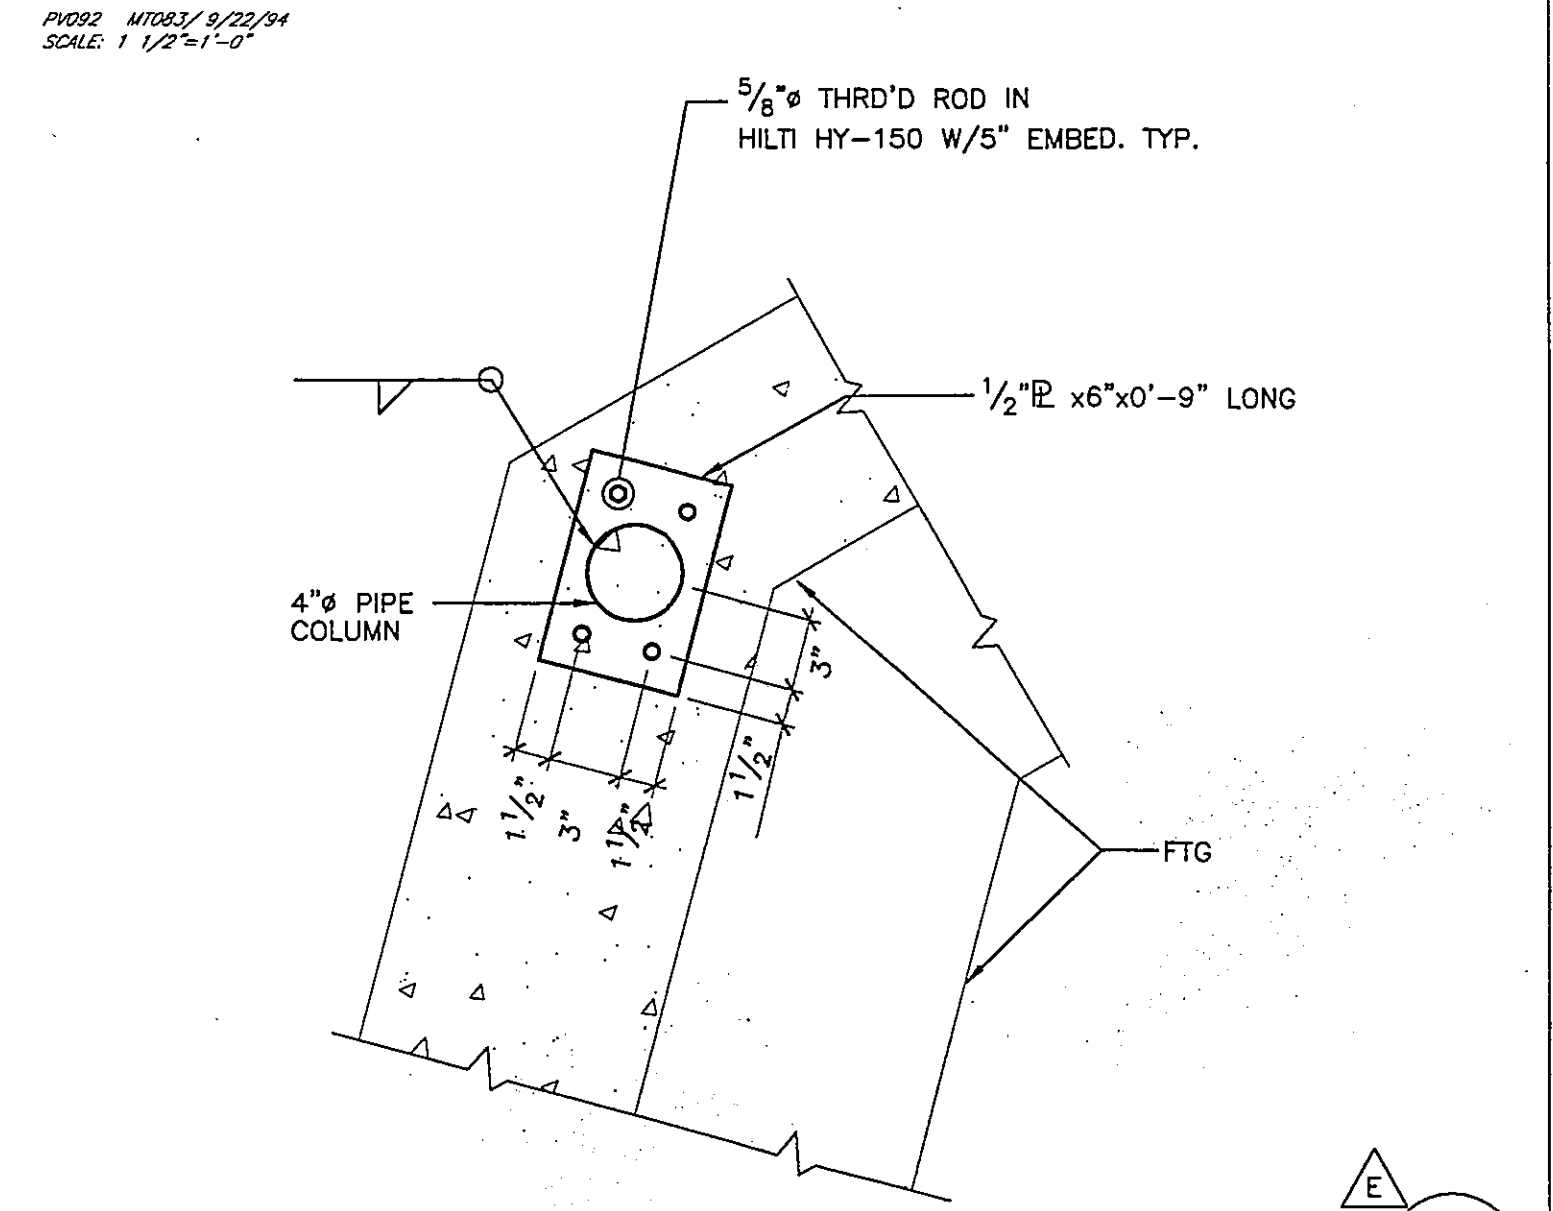 PV092 MT083/ 9/22/94
SCALE: 1 1/2"=1'-0"
5/8"ø THRD'D ROD IN
HILTI HY-150 W/5" EMBED. TYP.
1/2"PL x6"x0'-9" LONG
4"ø PIPE
COLUMN
3"
1 1/2"
1 1/2"
3"
1 1/2"
FTG
E